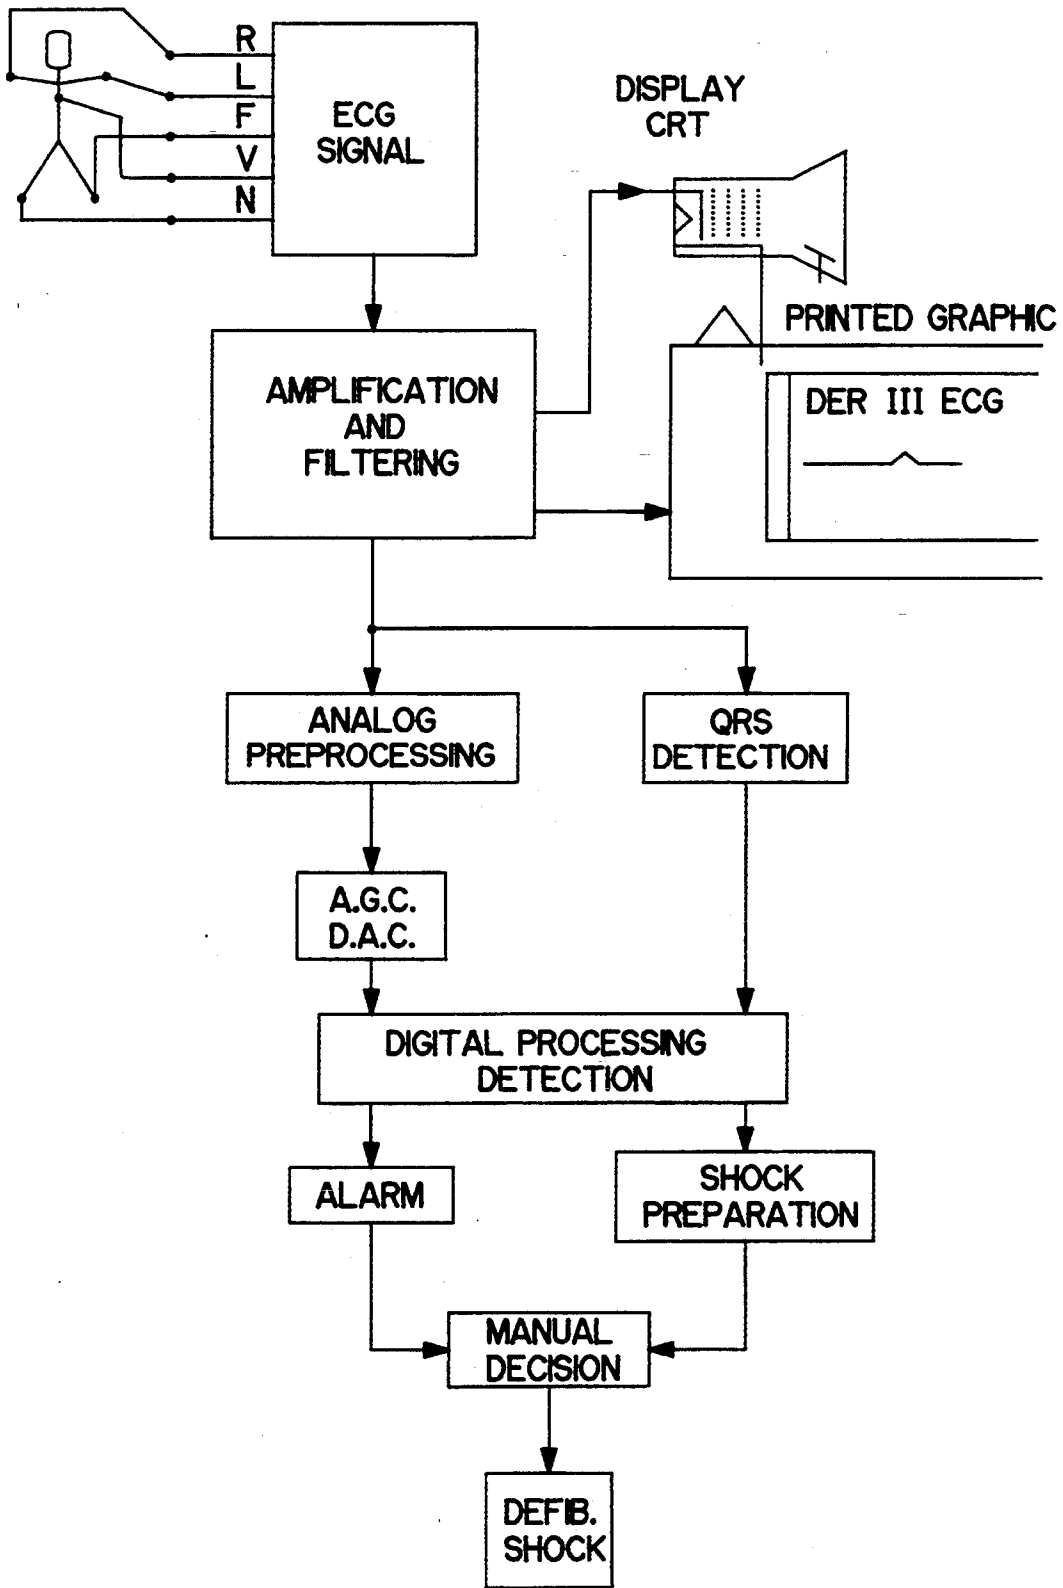 R
L
F
V
N
ECG
SIGNAL
DISPLAY
CRT
AMPLIFICATION
AND
FILTERING
PRINTED GRAPHIC
DER III ECG
ANALOG
PREPROCESSING
QRS
DETECTION
A.G.C.
D.A.C.
DIGITAL PROCESSING
DETECTION
ALARM
SHOCK
PREPARATION
MANUAL
DECISION
DEFIB.
SHOCK